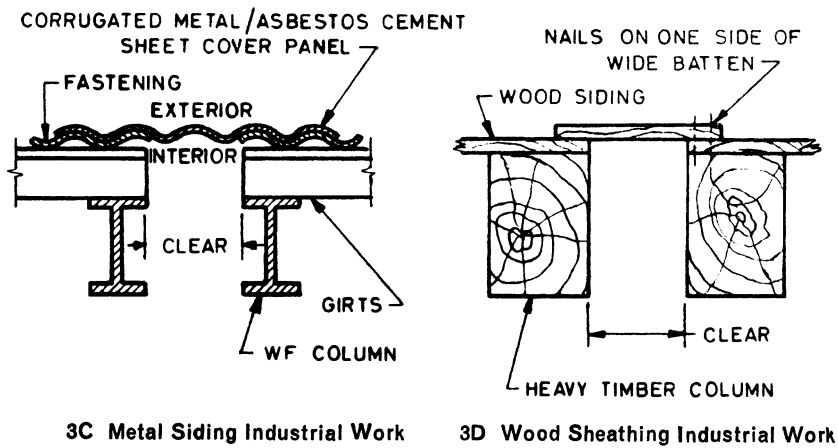 CORRUGATED METAL/ASBESTOS CEMENT
SHEET COVER PANEL
FASTENING
EXTERIOR
INTERIOR
CLEAR
GIRTS
WF COLUMN
3C Metal Siding Industrial Work
NAILS ON ONE SIDE OF
WIDE BATTEN
WOOD SIDING
CLEAR
HEAVY TIMBER COLUMN
3D Wood Sheathing Industrial Work